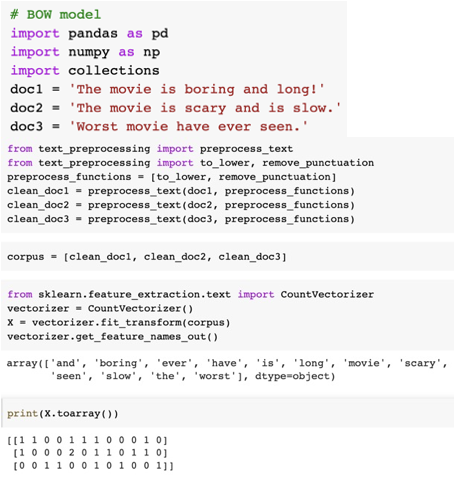 # BOW model
import pandas as pd
import numpy as np
import collections
doc1 = 'The movie is boring and long!'
doc2 = 'The movie is scary and is slow.'
doc3 = 'Worst movie have ever seen.'
from text_preprocessing import preprocess_text
from text_preprocessing import to_lower, remove_punctuation
preprocess_functions = [to_lower, remove_punctuation]
clean_doc1 = preprocess_text(doc1, preprocess_functions)
clean_doc2 = preprocess_text(doc2, preprocess_functions)
clean_doc3 = preprocess_text(doc3, preprocess_functions)
corpus = [clean_doc1, clean_doc2, clean_doc3]
from sklearn.feature_extraction.text import CountVectorizer
vectorizer = CountVectorizer()
X = vectorizer.fit_transform(corpus)
vectorizer.get_feature_names_out()
array(['and', 'boring', 'ever', 'have', 'is', 'long', 'movie', 'scary',
'seen', 'slow', 'the', 'worst'], dtype=object)
print(X.toarray())
[[1 1 0 0 1 1 1 0 0 0 1 0]
[1 0 0 0 2 0 1 1 0 1 1 0]
[0 0 1 1 0 0 1 0 1 0 0 1]]